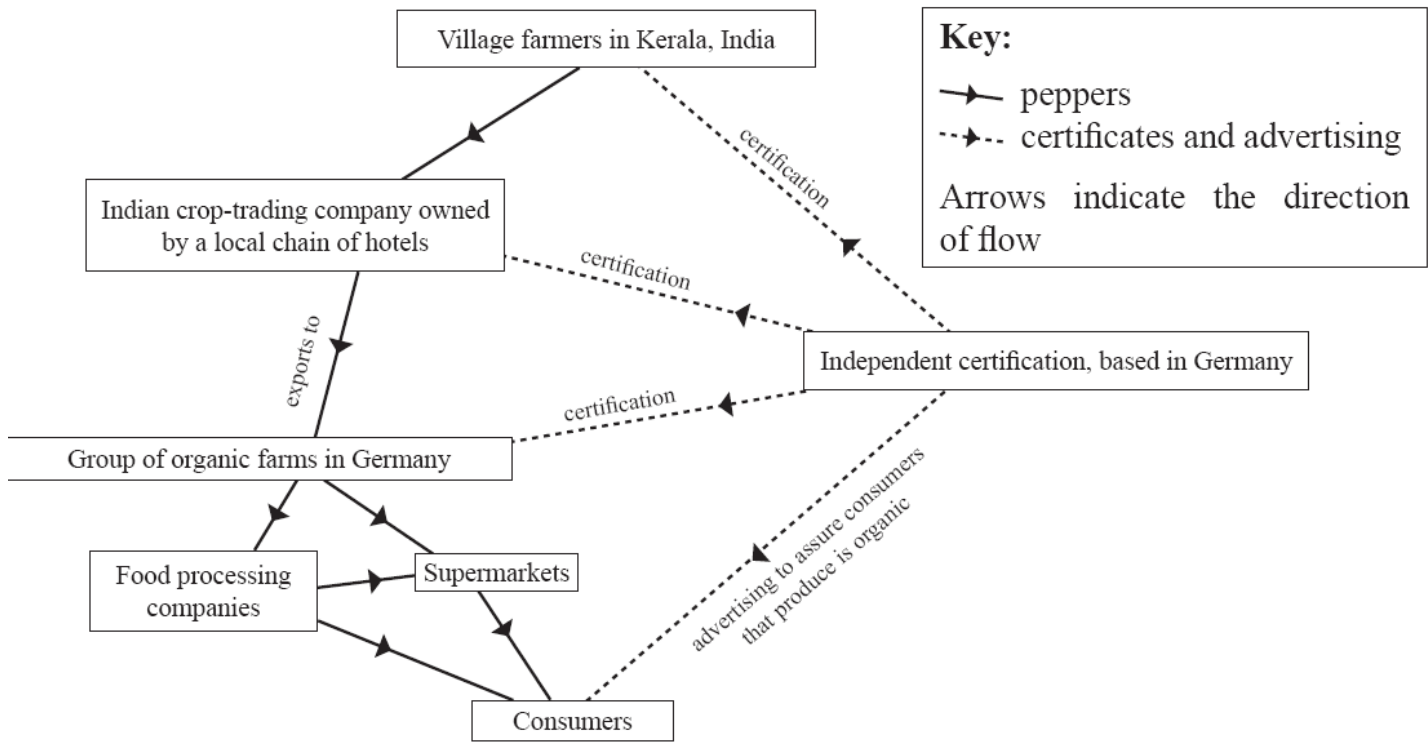 Village farmers in Kerala, India
Key:
peppers
certificates and advertising
Arrows indicate the direction
of flow
certification
Indian crop-trading company owned
by a local chain of hotels
certification
exports to
Independent certification, based in Germany
certification
Group of organic farms in Germany
advertising to assure consumers
that produce is organic
Food processing
companies
Supermarkets
Consumers